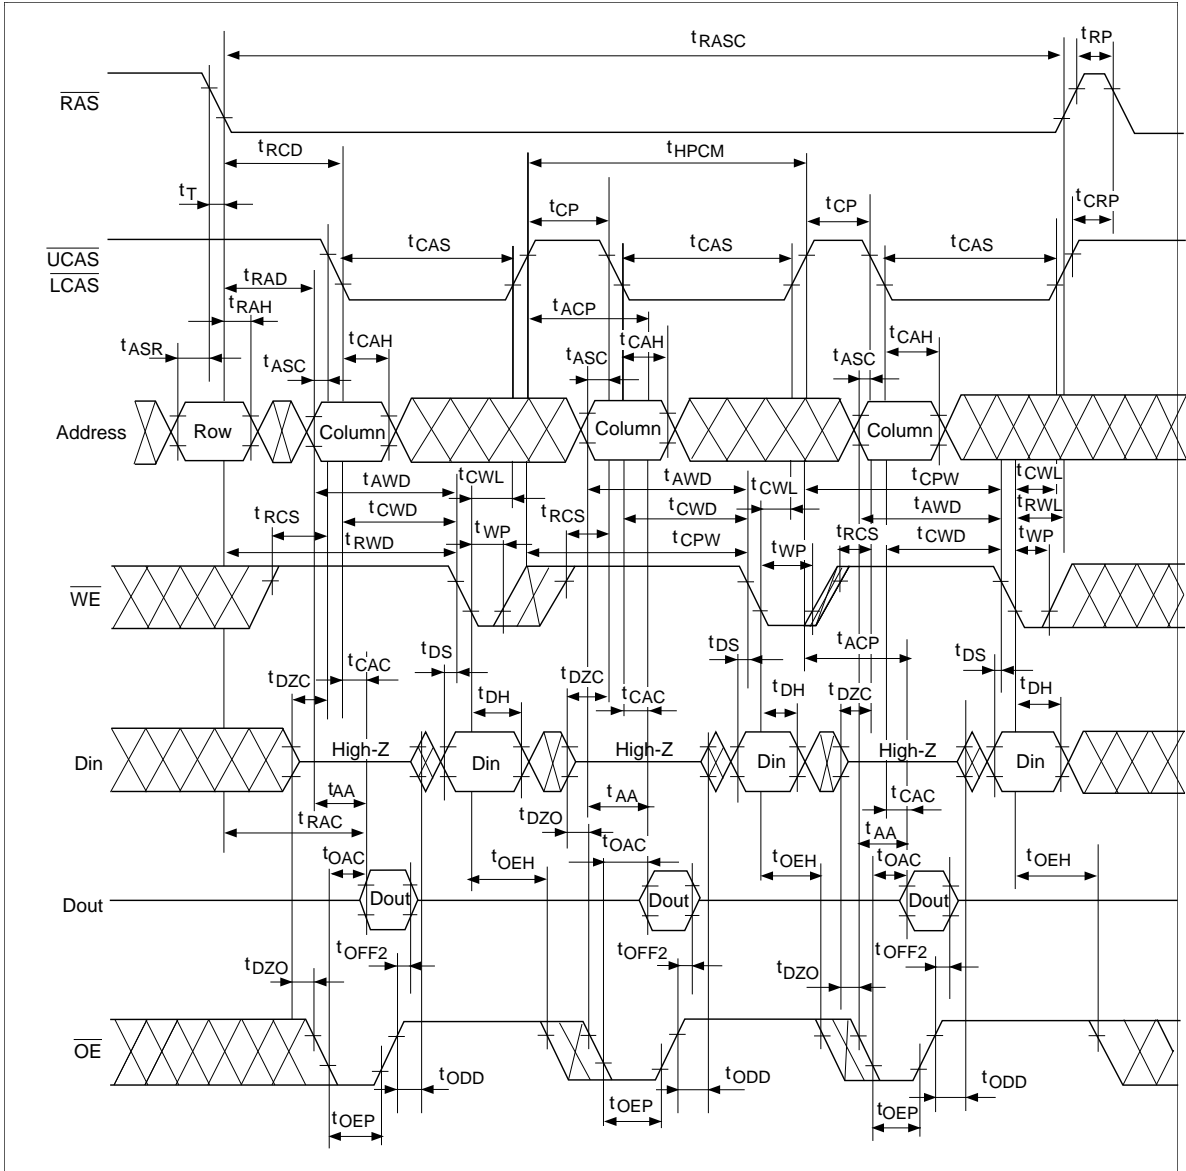 tRASC tRP
RAS
tRCD tHPCM
tT tCP tCP tCRP
UCAS tCAS tCAS tCAS
LCAS
tRAD
tRAH tACP
tASR tASC tCAH tASC tCAH tASC tCAH
Address Row Column Column Column
tAWD tCWL tAWD tCWL tCPW tCWL
tRCS tCWD tRCS tCWD tAWD tRWL
tRWD tWP tCPW tWP tRCS tCWD tWP
WE
tDS tDS tACP tDS
tDZC tCAC tDH tDZC tCAC tDH tDZC tDH
Din High-Z Din High-Z Din High-Z Din
tAA tAA tCAC
tRAC tDZO tAA
tOAC tOEH tOAC tOEH tOAC tOEH
Dout Dout Dout Dout
tDZO tOFF2 tOFF2 tDZO tOFF2
OE
tODD tODD tODD
tOEP tOEP tOEP